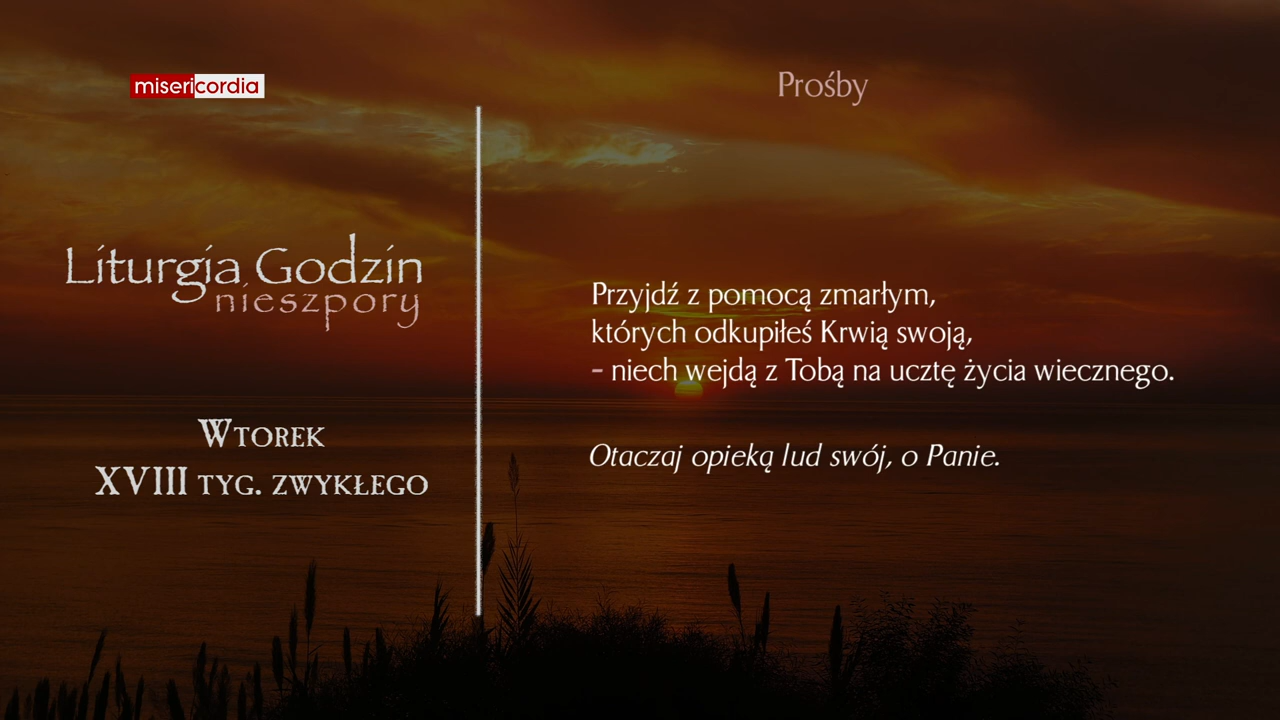 misericordia
Liturgia Godzin
nieszpory
Wtorek
XVIII tyg. zwykłego
Prośby
Przyjdź z pomocą zmarłym,
których odkupiłeś Krwią swoją,
- niech wejdą z Tobą na ucztę życia wiecznego.
Otaczaj opieką lud swój, o Panie.